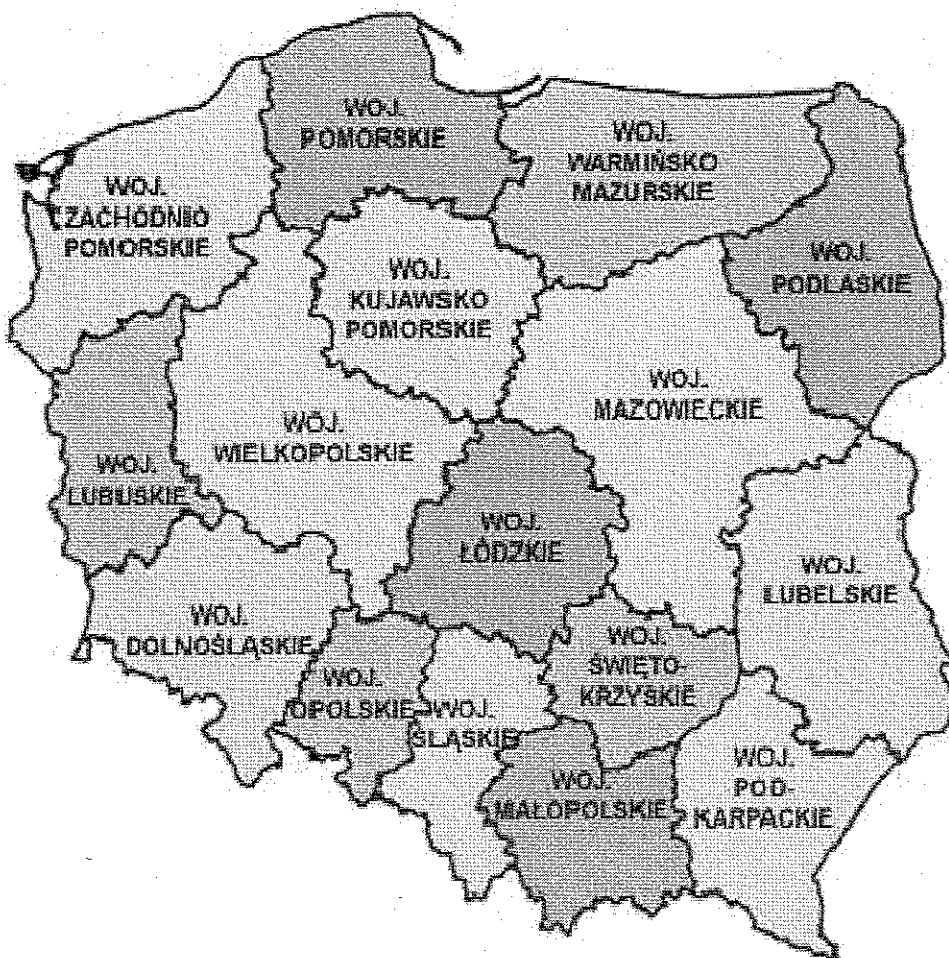 WOJ.
POMORSKIE
WOJ.
WARMIŃSKO
MAZURSKIE
WOJ.
ZACHODNIO
POMORSKIE
WOJ.
PODLASKIE
WOJ.
KUJAWSKO
POMORSKIE
WOJ.
MAZOWIECKIE
WOJ.
WIELKOPOLSKIE
WOJ.
LUBUSKIE
WOJ.
ŁÓDZKIE
WOJ.
LUBELSKIE
WOJ.
DOLNOŚLĄSKIE
WOJ.
ŚWIĘTO-
KRZYSKIE
WOJ.
OPOLSKIE
WOJ.
ŚLĄSKIE
WOJ.
MAŁOPOLSKIE
WOJ.
POD-
KARPACKIE